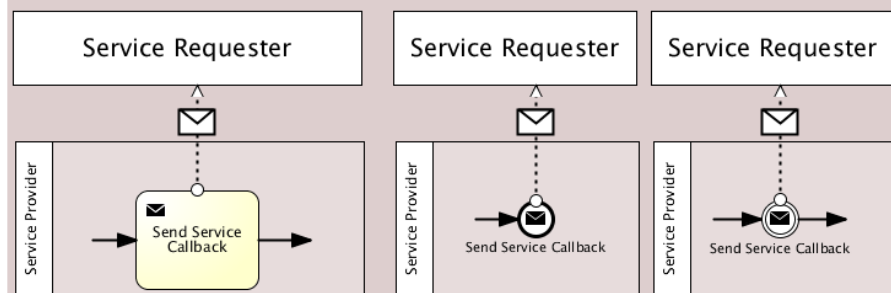 Service Requester
Service Requester
Service Requester
Service Provider
Send Service
Callback
Service Provider
Send Service Callback
Service Provider
Send Service Callback